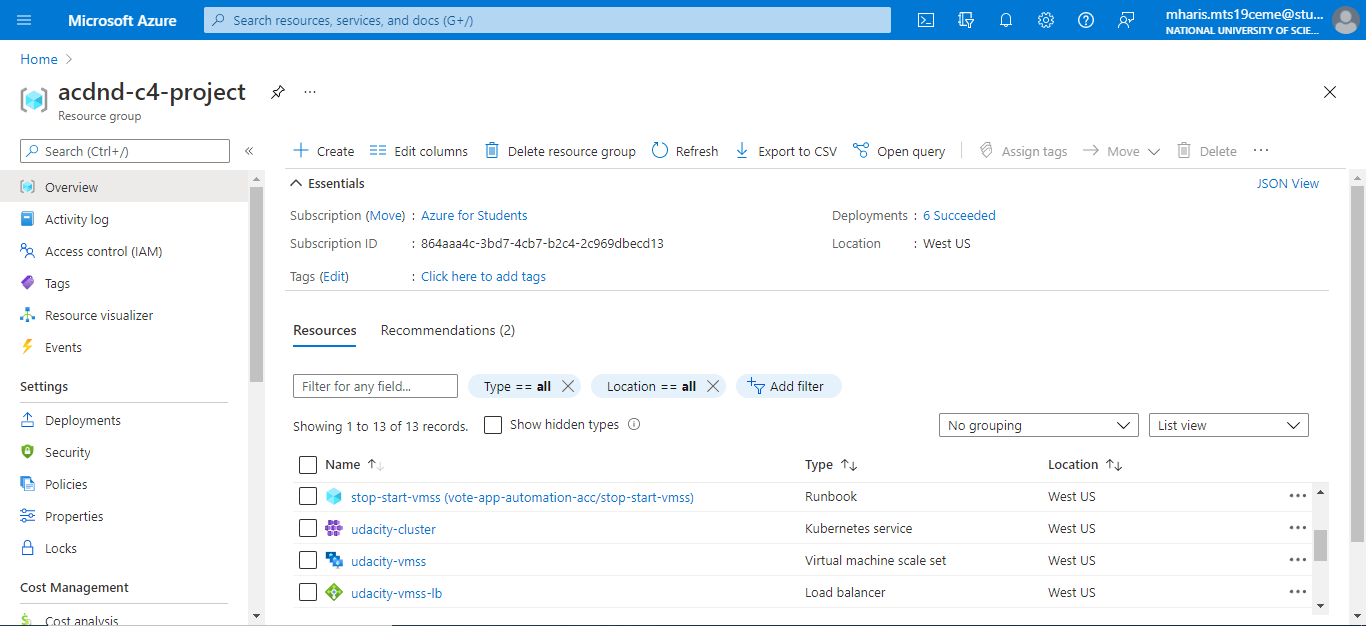 Microsoft Azure
Search resources, services, and docs (G+/)
mharis.mts19ceme@stu...
NATIONAL UNIVERSITY OF SCIE...
Home
acdnd-c4-project
...
Resource group
Search (Ctrl+/)
«
Create
Edit columns
Delete resource group
Refresh
Export to CSV
Open query
Assign tags
Move
Delete
...
Overview
Activity log
Access control (IAM)
Tags
Resource visualizer
Events
Settings
Deployments
Security
Policies
Properties
Locks
Cost Management
Cost analysis
Essentials
JSON View
Subscription (Move) : Azure for Students
Deployments : 6 Succeeded
Subscription ID : 864aaa4c-3bd7-4cb7-b2c4-2c969dbecd13
Location : West US
Tags (Edit) : Click here to add tags
Resources
Recommendations (2)
Filter for any field...
Type == all
Location == all
Add filter
Showing 1 to 13 of 13 records.
Show hidden types
No grouping
List view
Name Type Location
stop-start-vmss (vote-app-automation-acc/stop-start-vmss) Runbook West US ...
udacity-cluster Kubernetes service West US ...
udacity-vmss Virtual machine scale set West US ...
udacity-vmss-lb Load balancer West US ...